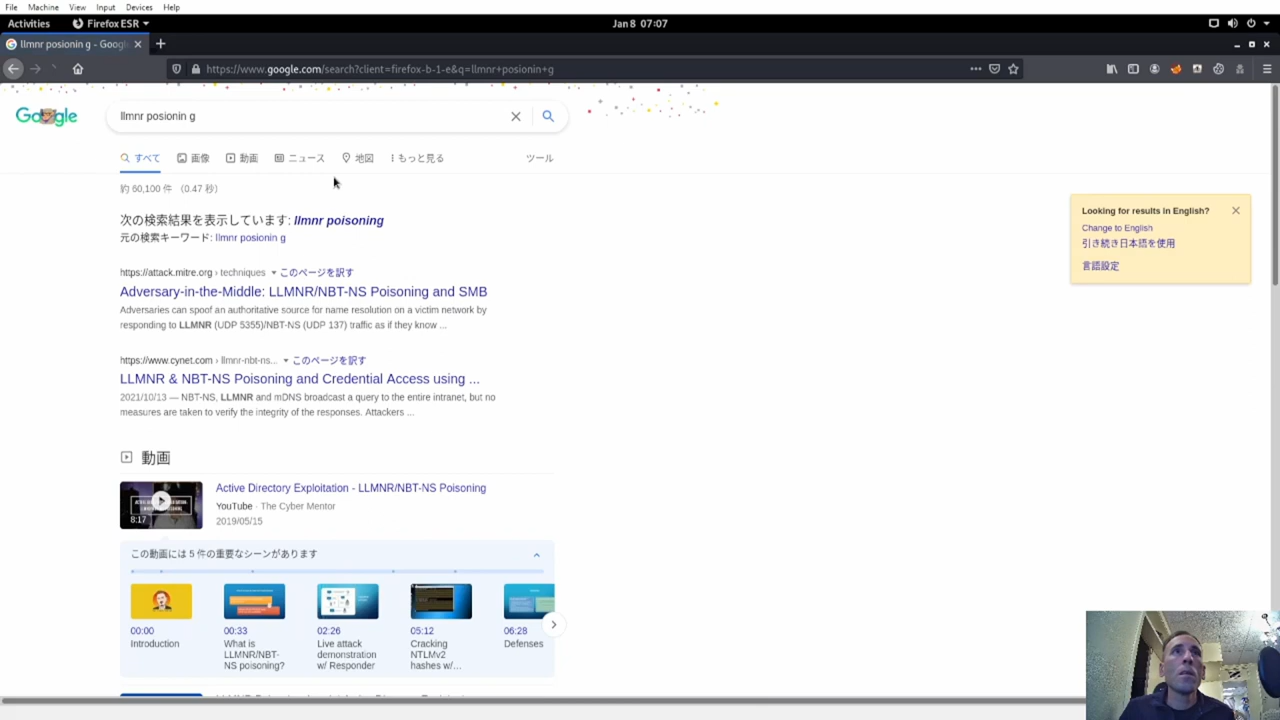 File Machine View Input Devices Help
Activities Firefox ESR Jan 8 07:07
llmnr posionin g - Googl
https://www.google.com/search?client=firefox-b-1-e&q=llmnr+posionin+g
Google
llmnr posionin g
すべて 画像 動画 ニュース 地図 もっと見る ツール
約 60,100 件 （0.47 秒）
次の検索結果を表示しています: llmnr poisoning
元の検索キーワード: llmnr posionin g
Looking for results in English?
Change to English
引き続き日本語を使用
言語設定
https://attack.mitre.org › techniques このページを訳す
Adversary-in-the-Middle: LLMNR/NBT-NS Poisoning and SMB
Adversaries can spoof an authoritative source for name resolution on a victim network by
responding to LLMNR (UDP 5355)/NBT-NS (UDP 137) traffic as if they know ...
https://www.cynet.com › llmnr-nbt-ns... このページを訳す
LLMNR & NBT-NS Poisoning and Credential Access using ...
2021/10/13 — NBT-NS, LLMNR and mDNS broadcast a query to the entire intranet, but no
measures are taken to verify the integrity of the responses. Attackers ...
動画
8:17
Active Directory Exploitation - LLMNR/NBT-NS Poisoning
YouTube · The Cyber Mentor
2019/05/15
この動画には 5 件の重要なシーンがあります
00:00
Introduction
00:33
What is
LLMNR/NBT-
NS poisoning?
02:26
Live attack
demonstration
w/ Responder
05:12
Cracking
NTLMv2
hashes w/...
06:28
Defenses